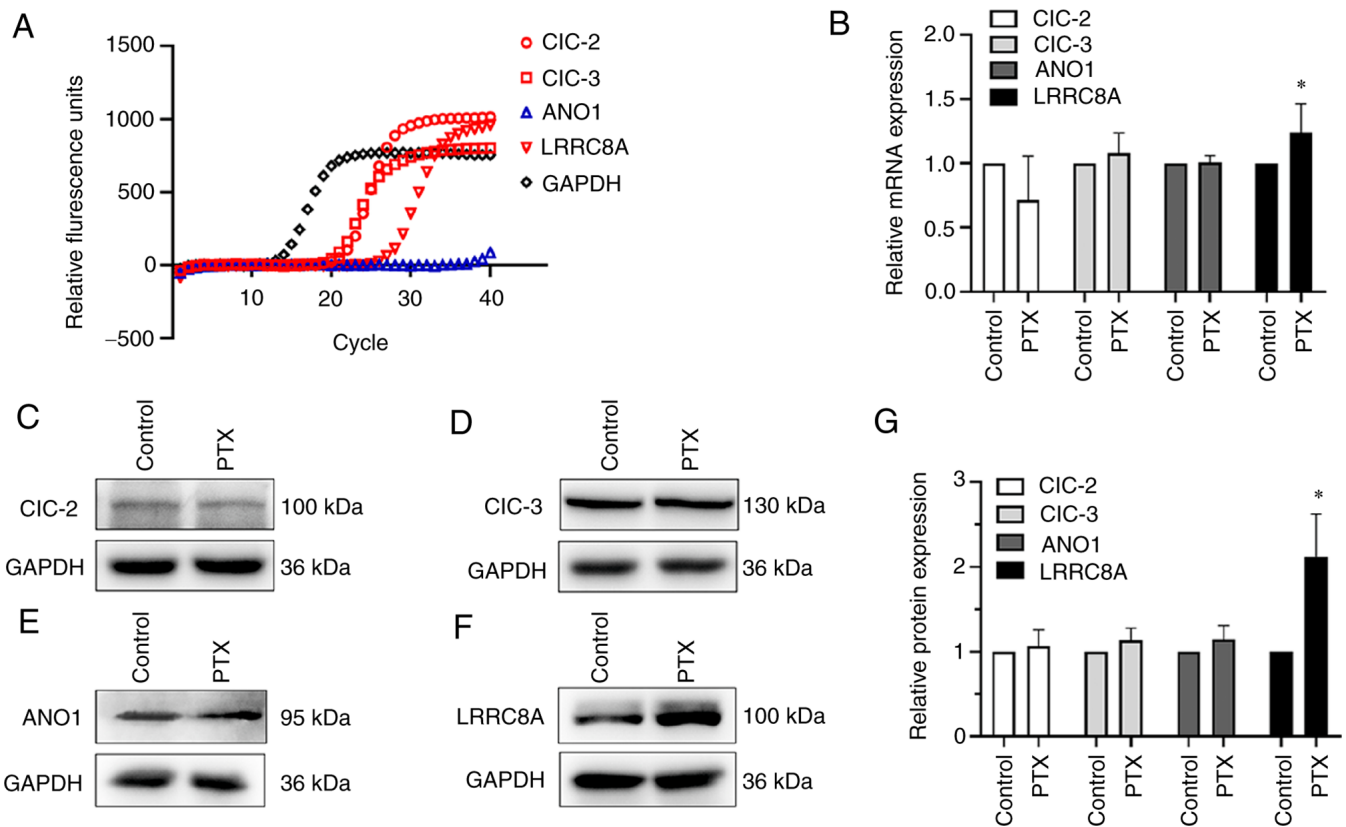 A
Relative flurescence units
1500
1000
500
0
−500
10
20
30
40
Cycle
CIC-2
CIC-3
ANO1
LRRC8A
GAPDH
B
Relative mRNA expression
2.0
1.5
1.0
0.5
0.0
CIC-2
CIC-3
ANO1
LRRC8A
*
Control
PTX
Control
PTX
Control
PTX
Control
PTX
C
Control
PTX
CIC-2
100 kDa
GAPDH
36 kDa
D
Control
PTX
CIC-3
130 kDa
GAPDH
36 kDa
E
Control
PTX
ANO1
95 kDa
GAPDH
36 kDa
F
Control
PTX
LRRC8A
100 kDa
GAPDH
36 kDa
G
Relative protein expression
3
2
1
0
CIC-2
CIC-3
ANO1
LRRC8A
*
Control
PTX
Control
PTX
Control
PTX
Control
PTX